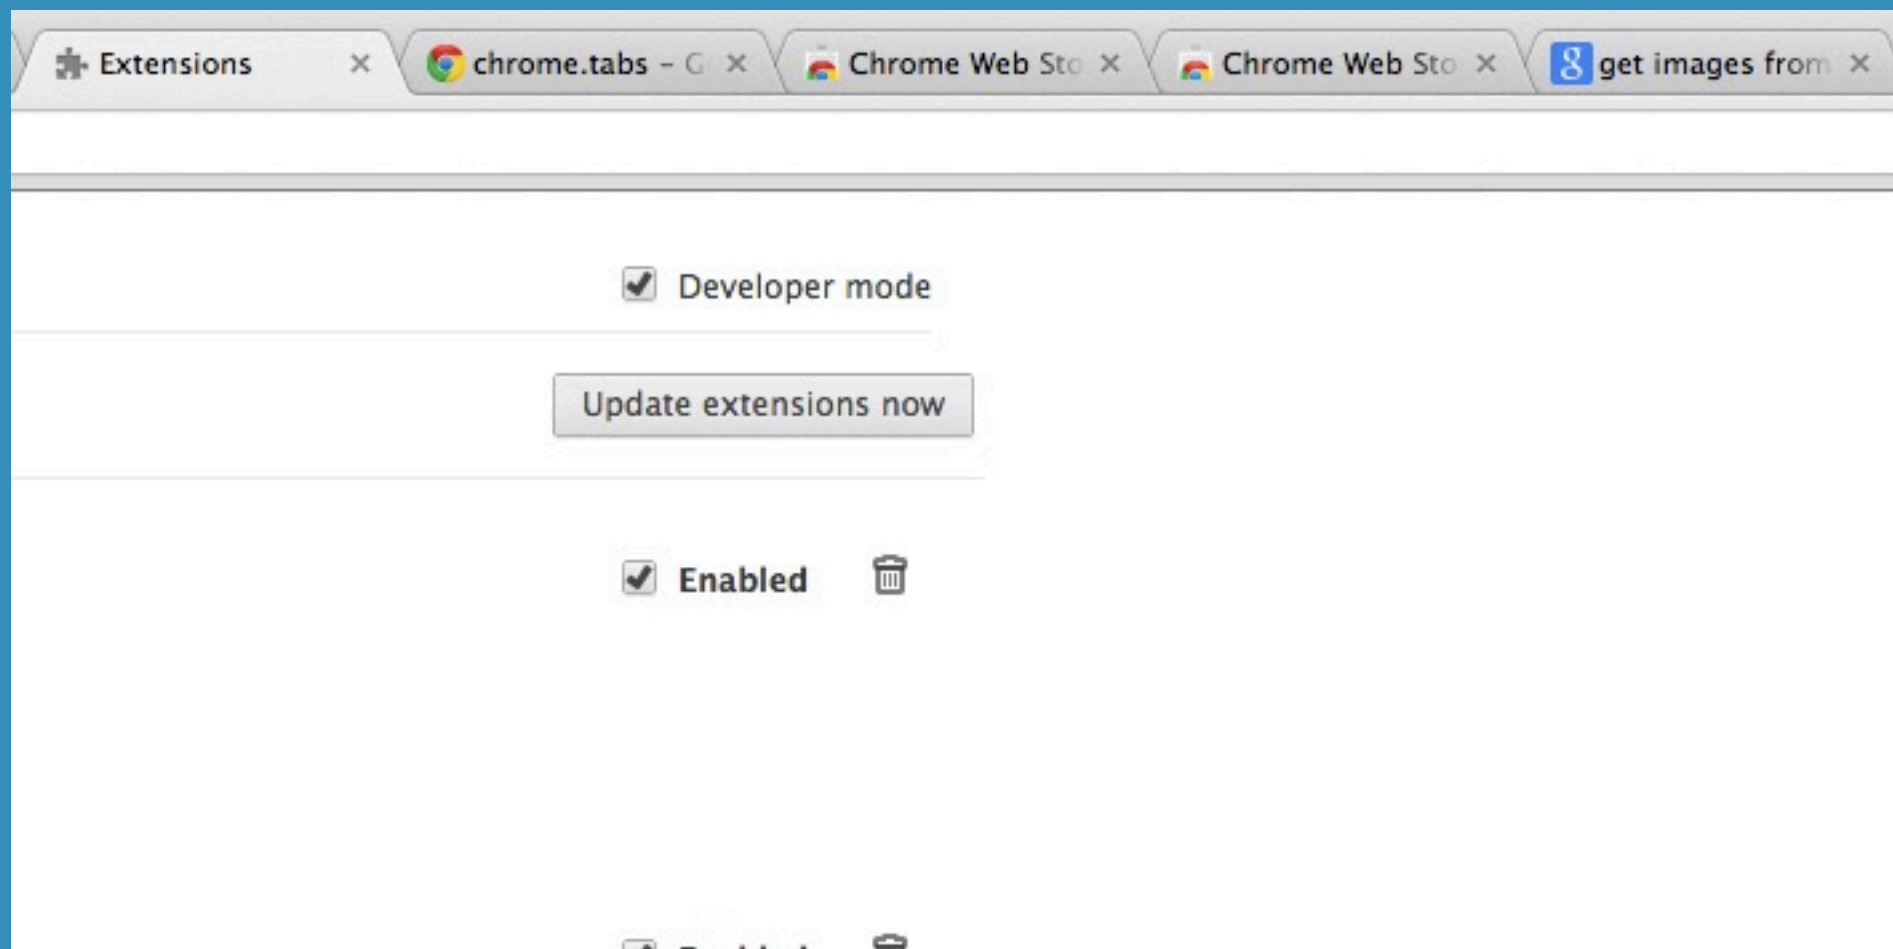 Extensions
chrome.tabs – G
Chrome Web Sto
Chrome Web Sto
get images from
Developer mode
Update extensions now
Enabled